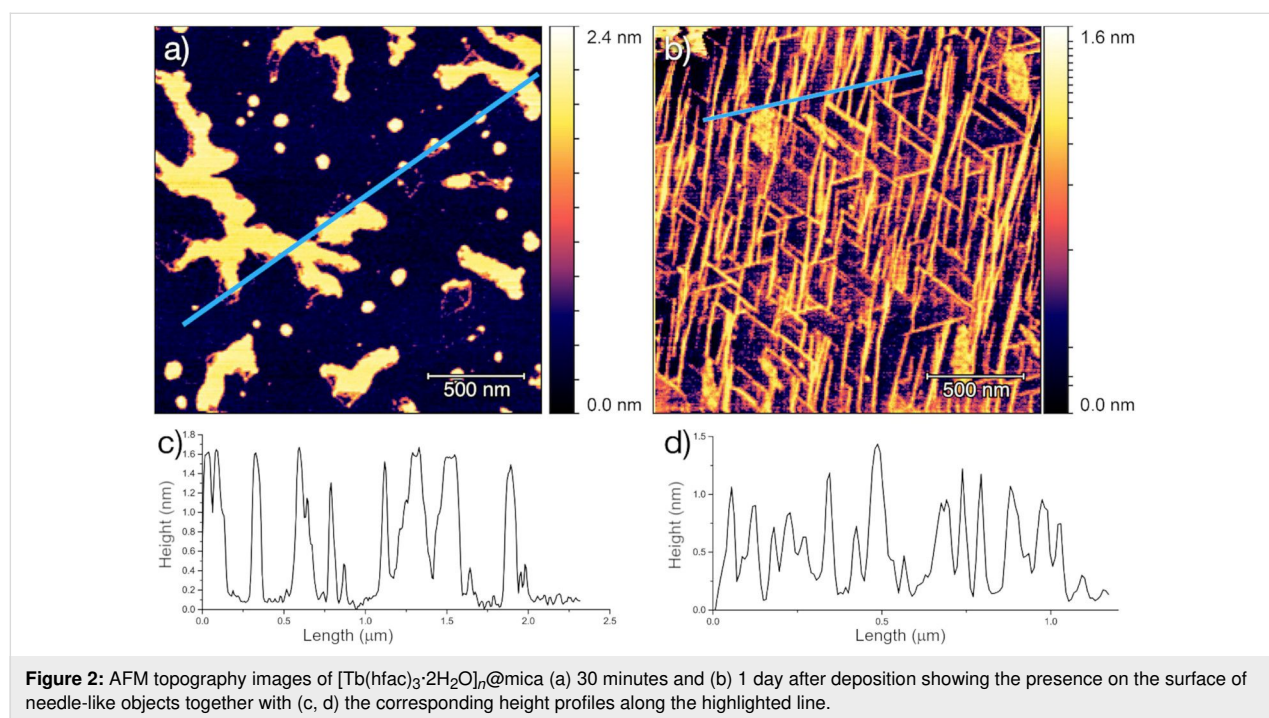 a)
2.4 nm
0.0 nm
500 nm
b)
1.6 nm
0.0 nm
500 nm
c)
1.8
1.6
1.4
1.2
1.0
0.8
0.6
0.4
0.2
0.0
Height (nm)
0.0 0.5 1.0 1.5 2.0 2.5
Length (μm)
d)
1.5
1.0
0.5
0.0
Height (nm)
0.0 0.5 1.0
Length (μm)
Figure 2: AFM topography images of [Tb(hfac)₃·2H₂O]ₙ@mica (a) 30 minutes and (b) 1 day after deposition showing the presence on the surface of
needle-like objects together with (c, d) the corresponding height profiles along the highlighted line.